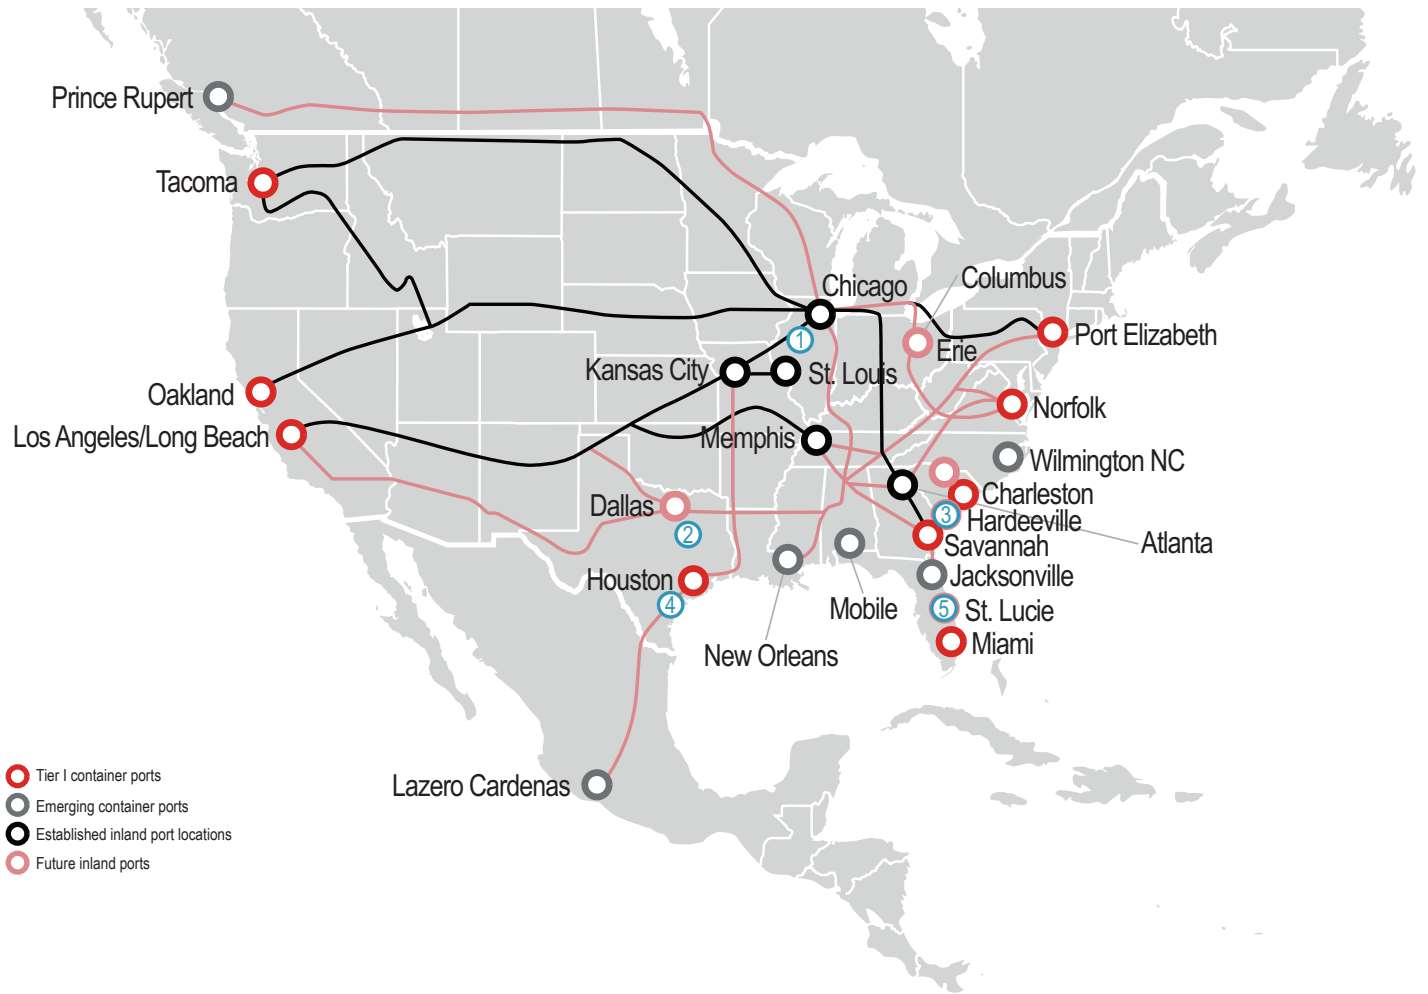 Prince Rupert
Tacoma
Columbus
Chicago
Port Elizabeth
1
Erie
Kansas City
St. Louis
Oakland
Norfolk
Los Angeles/Long Beach
Memphis
Wilmington NC
Charleston
Dallas
3
Hardeeville
2
Savannah
Atlanta
Houston
Jacksonville
4
Mobile
5
St. Lucie
New Orleans
Miami
Lazero Cardenas
Tier I container ports
Emerging container ports
Established inland port locations
Future inland ports